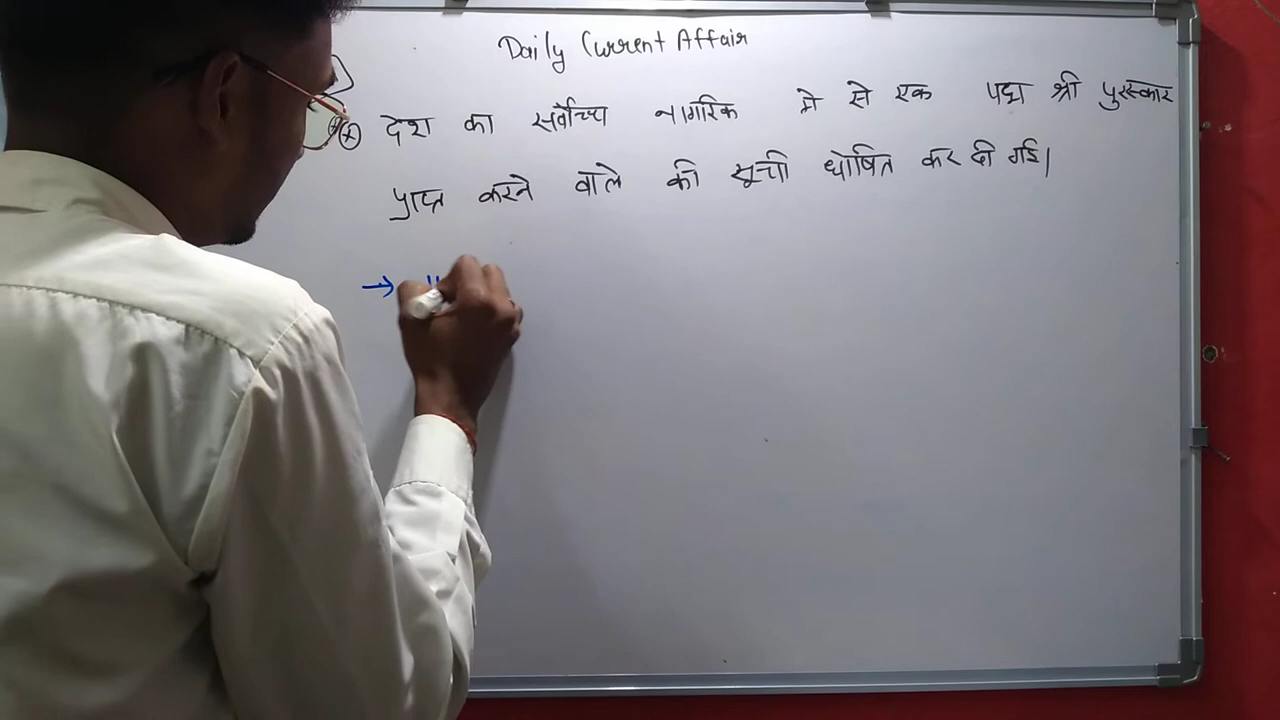 Daily Current Affair
देश का सर्वोच्च नागरिक मे से एक पद्म श्री पुरस्कार
प्राप्त करने वाले की सूची घोषित कर दी गई।